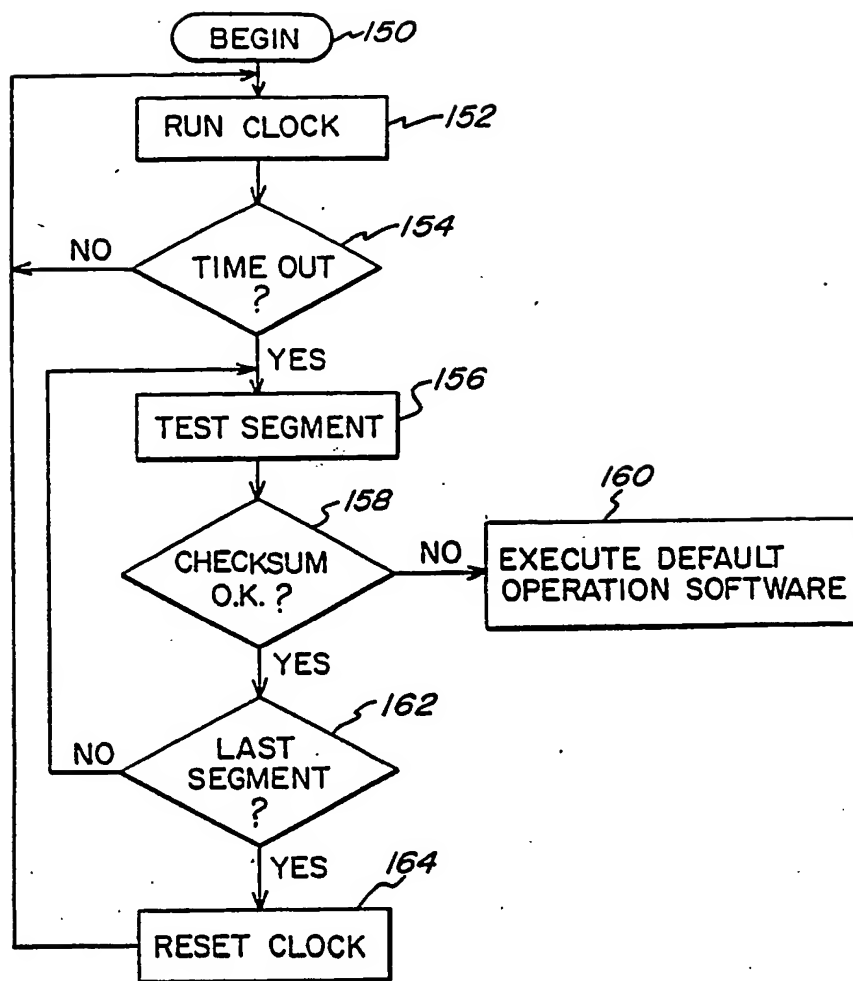 BEGIN
150
RUN CLOCK
152
154
NO
TIME OUT
?
YES
156
TEST SEGMENT
158
160
CHECKSUM
O.K. ?
NO
EXECUTE DEFAULT
OPERATION SOFTWARE
YES
162
NO
LAST
SEGMENT
?
YES
164
RESET CLOCK